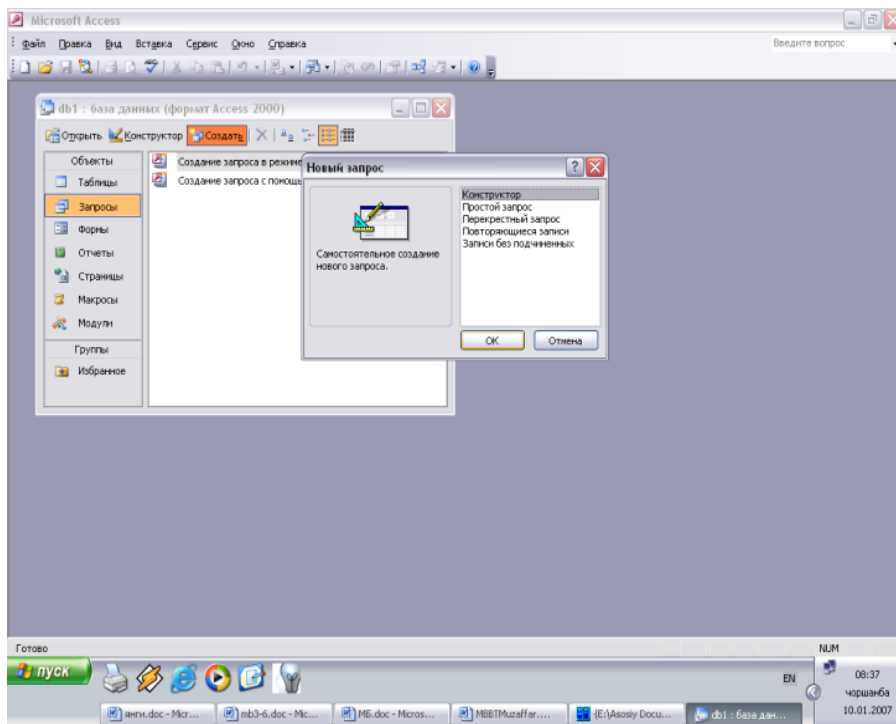 Microsoft Access
Файл Правка Вид Вставка Сервис Окно Справка
Введите вопрос
db1 : база данных (формат Access 2000)
Открыть Конструктор Создать
Объекты
Таблицы
Запросы
Формы
Отчеты
Страницы
Макросы
Модули
Группы
Избранное
Создание запроса в режиме
Создание запроса с помощь
Новый запрос
Самостоятельное создание
нового запроса.
Конструктор
Простой запрос
Перекрестный запрос
Повторяющиеся записи
Записи без подчиненных
ОК
Отмена
Готово
NUM
пуск
EN
08:37
чоршанба
10.01.2007
янги.doc - Micr...
mb3-6.doc - Mic...
МБ.doc - Micros...
MBBTMuzaffar....
{E:\Asosiy Docu...
db1 : база дан...